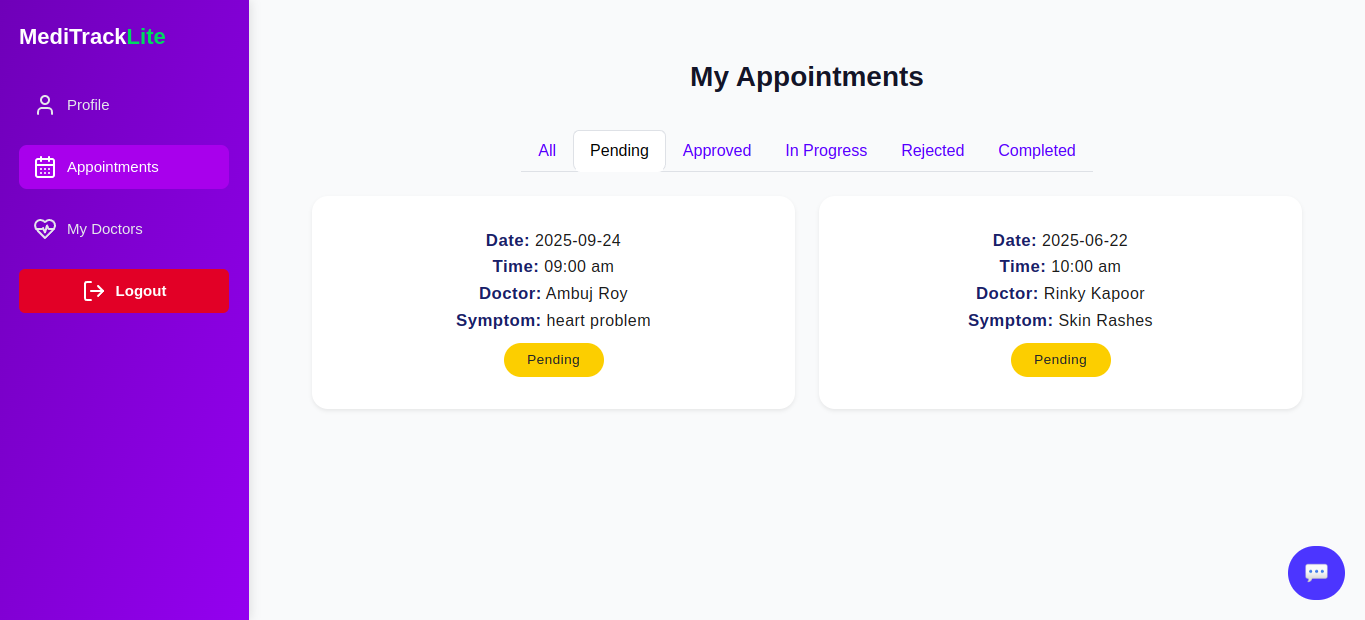 MediTrackLite
Profile
Appointments
My Doctors
Logout
My Appointments
All
Pending
Approved
In Progress
Rejected
Completed
Date: 2025-09-24
Time: 09:00 am
Doctor: Ambuj Roy
Symptom: heart problem
Pending
Date: 2025-06-22
Time: 10:00 am
Doctor: Rinky Kapoor
Symptom: Skin Rashes
Pending